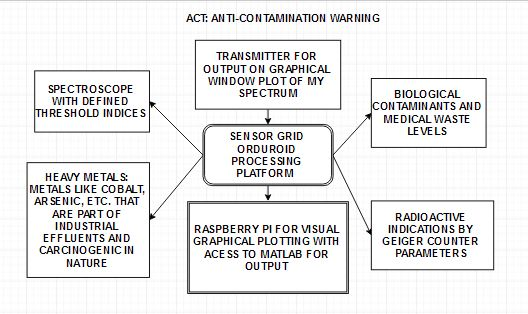 ACT: ANTI-CONTAMINATION WARNING
TRANSMITTER FOR
OUTPUT ON GRAPHICAL
WINDOW PLOT OF MY
SPECTRUM
SPECTROSCOPE
WITH DEFINED
THRESHOLD INDICES
BIOLOGICAL
CONTAMINANTS AND
MEDICAL WASTE
LEVELS
SENSOR GRID
ORDUROID
PROCESSING
PLATFORM
HEAVY METALS:
METALS LIKE COBALT,
ARSENIC, ETC. THAT
ARE PART OF
INDUSTRIAL
EFFLUENTS AND
CARCINOGENIC IN
NATURE
RASPBERRY PI FOR VISUAL
GRAPHICAL PLOTTING WITH
ACESS TO MATLAB FOR
OUTPUT
RADIOACTIVE
INDICATIONS BY
GEIGER COUNTER
PARAMETERS